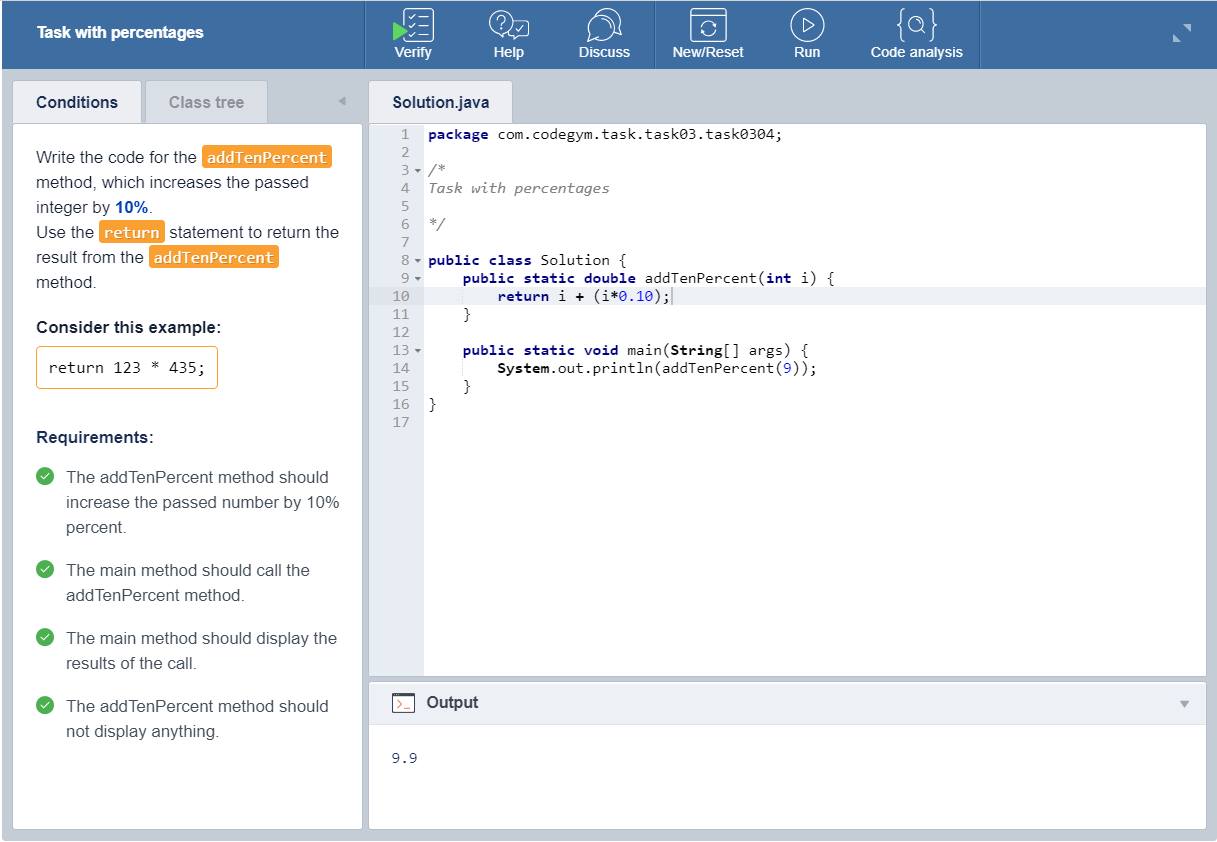 Task with percentages
Verify
Help
Discuss
New/Reset
Run
Code analysis
Conditions
Class tree
Write the code for the addTenPercent
method, which increases the passed
integer by 10%.
Use the return statement to return the
result from the addTenPercent
method.
Consider this example:
return 123 * 435;
Requirements:
The addTenPercent method should
increase the passed number by 10%
percent.
The main method should call the
addTenPercent method.
The main method should display the
results of the call.
The addTenPercent method should
not display anything.
Solution.java
1 package com.codegym.task.task03.task0304;
2
3 /*
4 Task with percentages
5
6 */
7
8 public class Solution {
9     public static double addTenPercent(int i) {
10         return i + (i*0.10);
11     }
12
13     public static void main(String[] args) {
14         System.out.println(addTenPercent(9));
15     }
16 }
17
Output
9.9